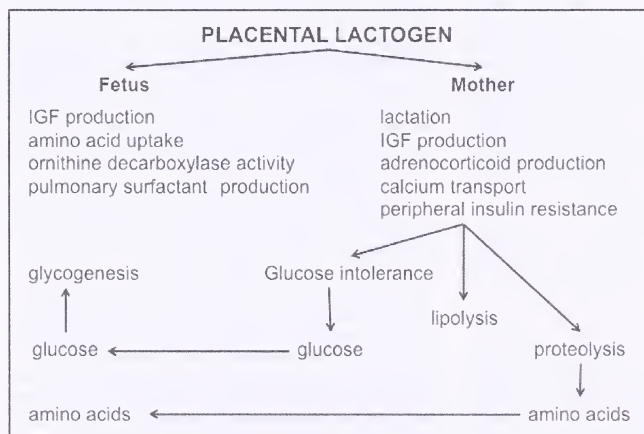 PLACENTAL LACTOGEN
Fetus
IGF production
amino acid uptake
ornithine decarboxylase activity
pulmonary surfactant production
Mother
lactation
IGF production
adrenocorticoid production
calcium transport
peripheral insulin resistance
glycogenesis
Glucose intolerance
lipolysis
glucose
glucose
proteolysis
amino acids
amino acids